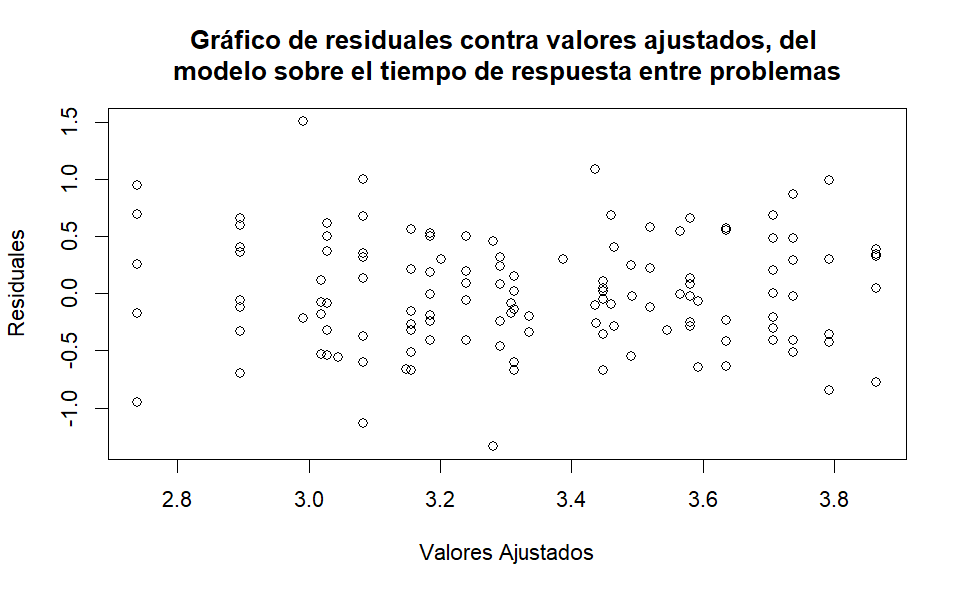 Gráfico de residuales contra valores ajustados, del
modelo sobre el tiempo de respuesta entre problemas
Residuales
1.5
1.0
0.5
0.0
-0.5
-1.0
2.8 3.0 3.2 3.4 3.6 3.8
Valores Ajustados